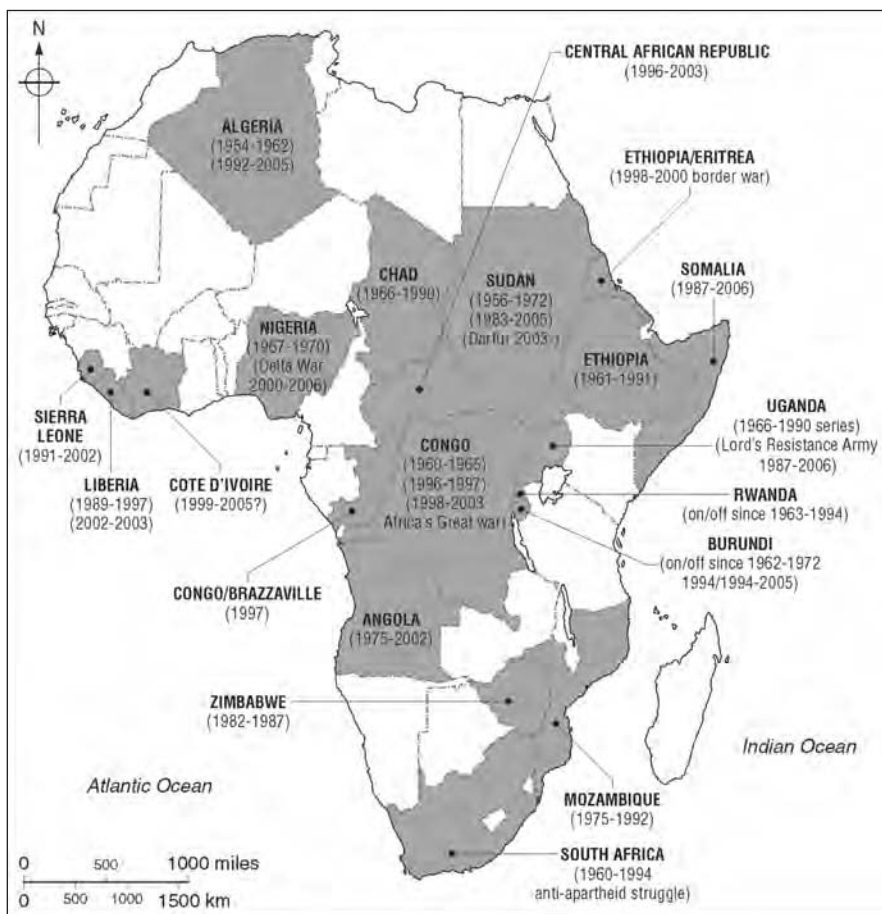 N
CENTRAL AFRICAN REPUBLIC
(1996-2003)
ALGERIA
(1954-1962)
(1992-2005)
ETHIOPIA/ERITREA
(1998-2000 border war)
SOMALIA
(1987-2006)
CHAD
(1966-1990)
SUDAN
(1956-1972)
(1983-2005)
(Darfur 2003-)
NIGERIA
(1967-1970)
(Delta War
2000-2006)
ETHIOPIA
(1961-1991)
UGANDA
(1966-1990 series)
(Lord's Resistance Army
1987-2006)
SIERRA
LEONE
(1991-2002)
LIBERIA
(1989-1997)
(2002-2003)
COTE D'IVOIRE
(1999-2005?)
CONGO
(1960-1965)
(1996-1997)
(1998-2003
Africa's Great war)
RWANDA
(on/off since 1963-1994)
BURUNDI
(on/off since 1962-1972
1994/1994-2005)
CONGO/BRAZZAVILLE
(1997)
ANGOLA
(1975-2002)
ZIMBABWE
(1982-1987)
Indian Ocean
Atlantic Ocean
MOZAMBIQUE
(1975-1992)
SOUTH AFRICA
(1960-1994
anti-apartheid struggle)
0 500 1000 miles
0 500 1000 1500 km